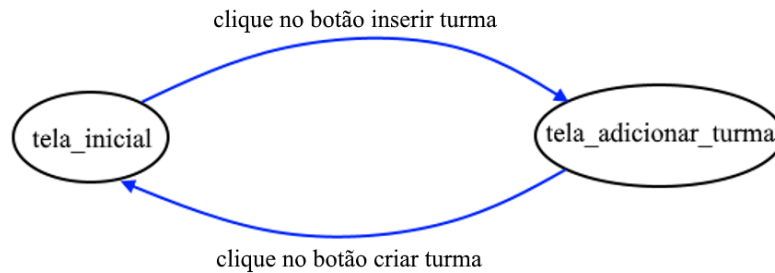 clique no botão inserir turma
tela_inicial
tela_adicionar_turma
clique no botão criar turma